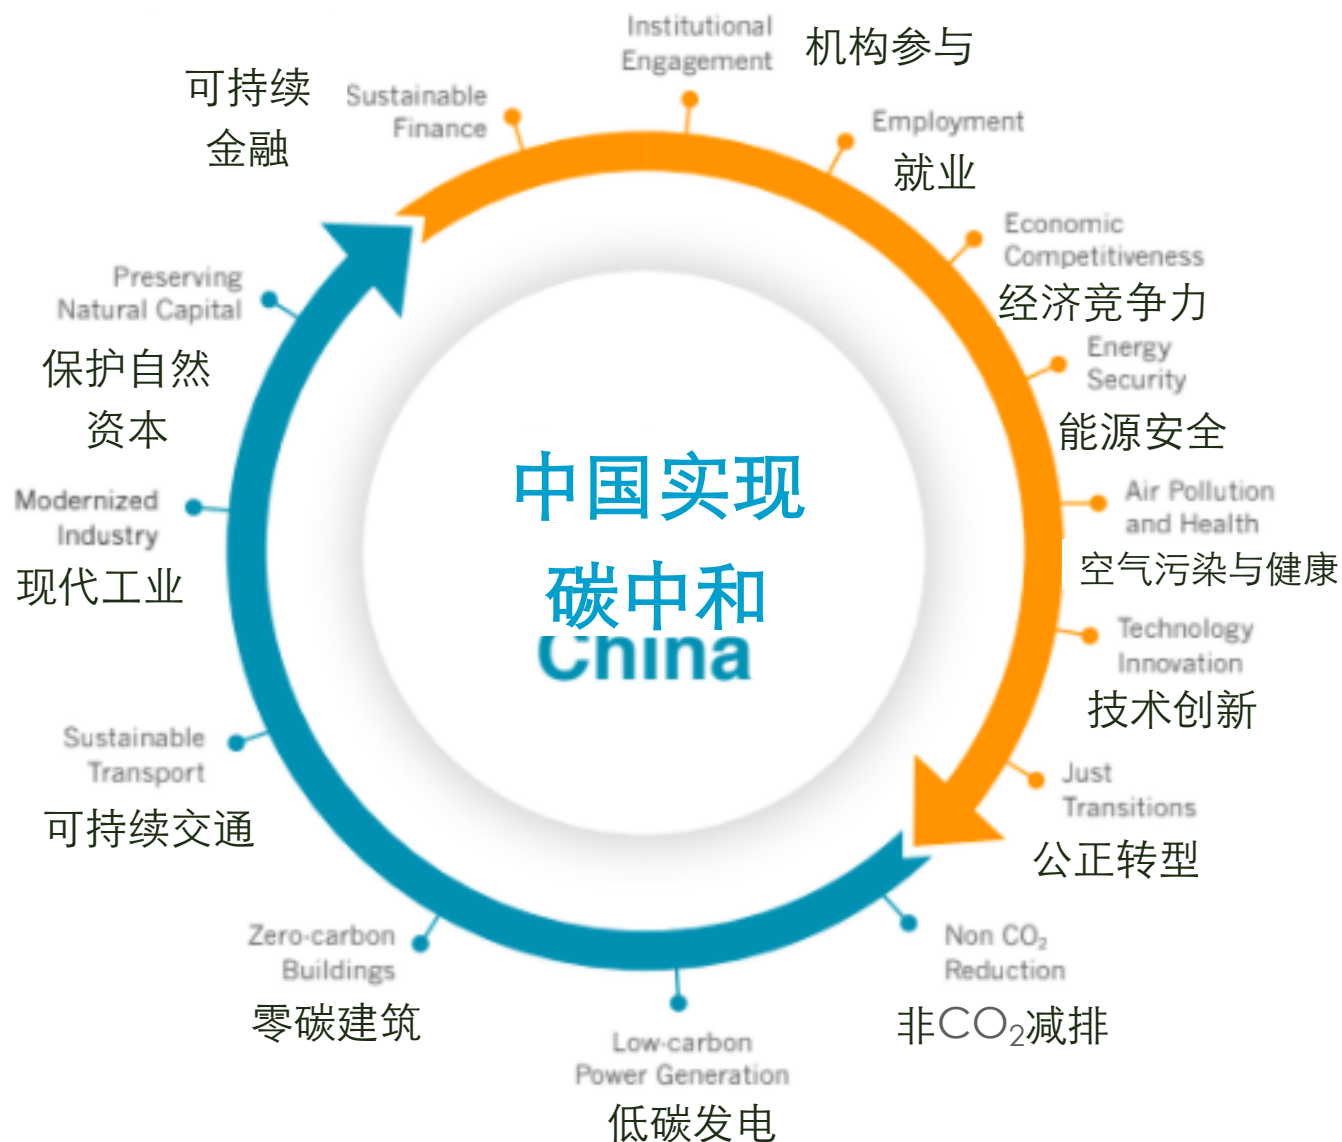 Institutional
Engagement
机构参与
可持续
金融
Sustainable
Finance
Employment
就业
Economic
Competitiveness
经济竞争力
Energy
Security
能源安全
Air Pollution
and Health
空气污染与健康
Technology
Innovation
技术创新
Just
Transitions
公正转型
Non CO₂
Reduction
非CO₂减排
Low-carbon
Power Generation
低碳发电
Zero-carbon
Buildings
零碳建筑
Sustainable
Transport
可持续交通
Modernized
Industry
现代工业
Preserving
Natural Capital
保护自然
资本
中国实现
碳中和
China